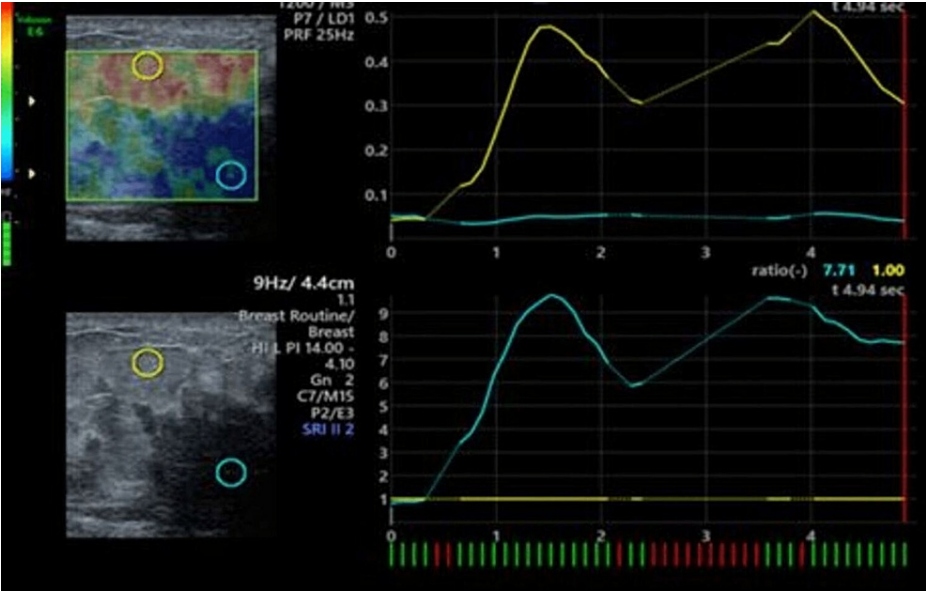 P7 / LD1
PRF 25Hz
t 4.94 sec
E6
0.5
0.4
0.3
0.2
0.1
0
1
2
3
4
ratio(-) 7.71 1.00
t 4.94 sec
9Hz/ 4.4cm
1.1
Breast Routine/
Breast
HI L PI 14.00 -
4.10
Gn 2
C7/M15
P2/E3
SRI II 2
9
8
7
6
5
4
3
2
1
0
1
2
3
4